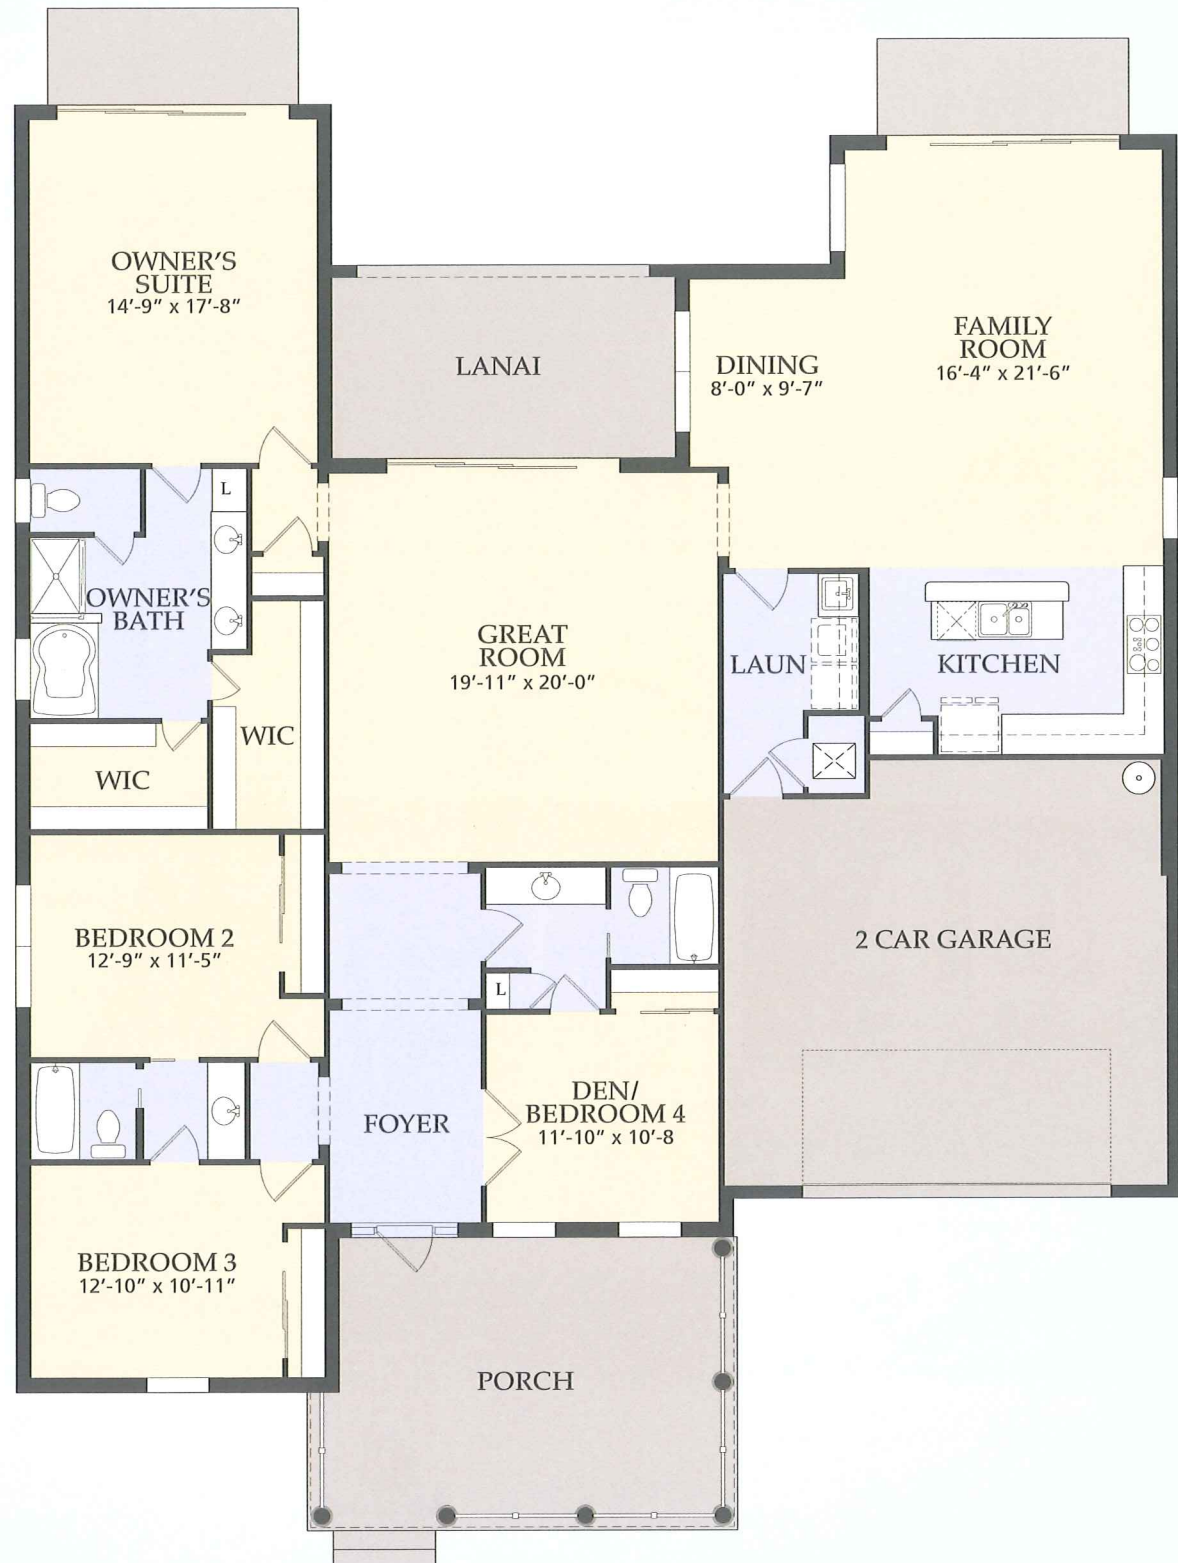 OWNER'S
SUITE
14'-9" x 17'-8"
LANAI
DINING
8'-0" x 9'-7"
FAMILY
ROOM
16'-4" x 21'-6"
L
OWNER'S
BATH
GREAT
ROOM
19'-11" x 20'-0"
LAUN
KITCHEN
WIC
WIC
BEDROOM 2
12'-9" x 11'-5"
2 CAR GARAGE
L
FOYER
DEN/
BEDROOM 4
11'-10" x 10'-8
BEDROOM 3
12'-10" x 10'-11"
PORCH